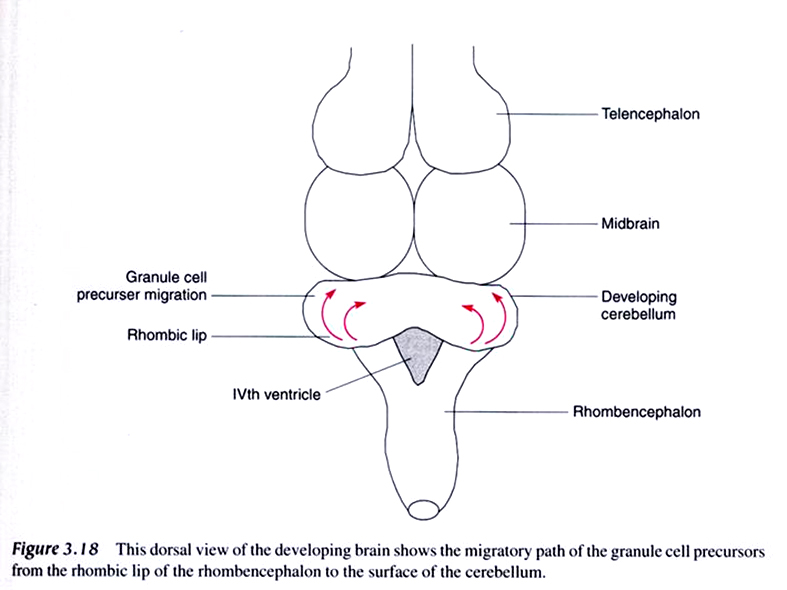 Telencephalon
Midbrain
Granule cell
precurser migration
Developing
cerebellum
Rhombic lip
IVth ventricle
Rhombencephalon
Figure 3.18 This dorsal view of the developing brain shows the migratory path of the granule cell precursors
from the rhombic lip of the rhombencephalon to the surface of the cerebellum.